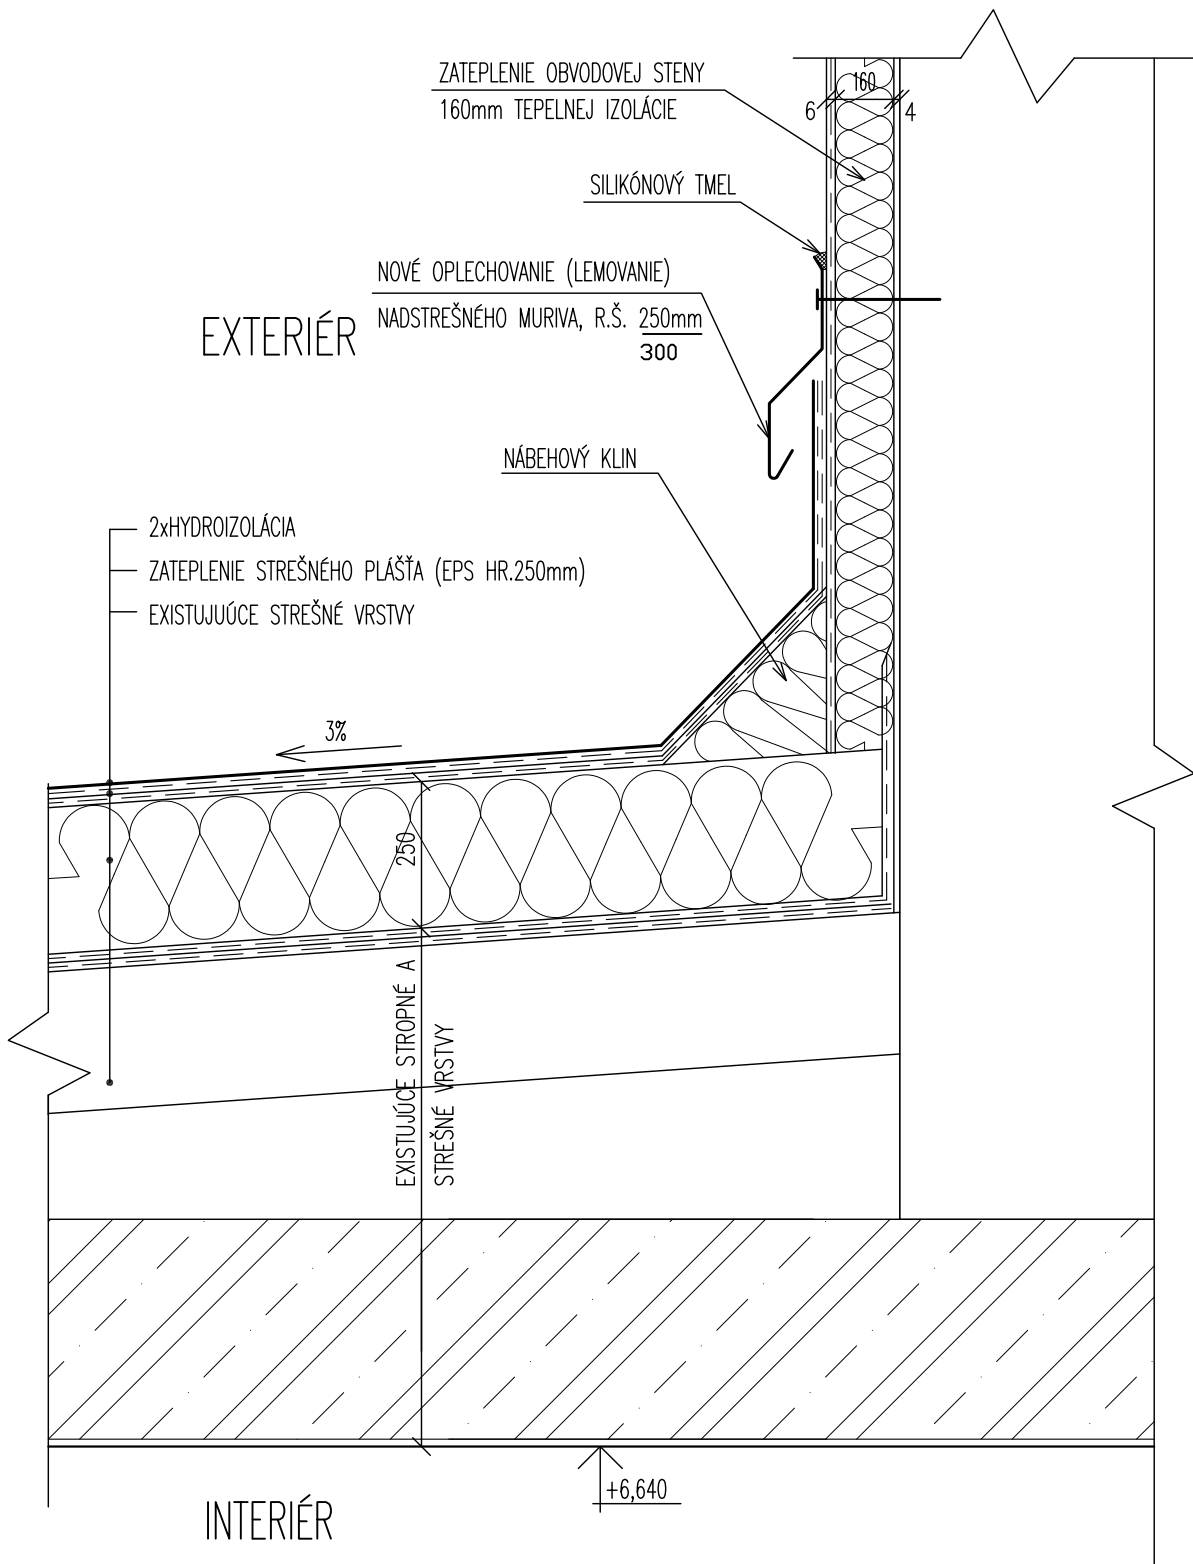 ZATEPLENIE OBVODOVEJ STENY
160mm TEPELNEJ IZOLÁCIE
160
6
4
SILIKÓNOVÝ TMEL
NOVÉ OPLECHOVANIE (LEMOVANIE)
NADSTREŠNÉHO MURIVA, R.Š. 250mm
300
EXTERIÉR
NÁBEHOVÝ KLIN
2xHYDROIZOLÁCIA
ZATEPLENIE STREŠNÉHO PLÁŠŤA (EPS HR.250mm)
EXISTUJUÚCE STREŠNÉ VRSTVY
3%
250
EXISTUJÚCE STROPNÉ A
STREŠNÉ VRSTVY
+6,640
INTERIÉR